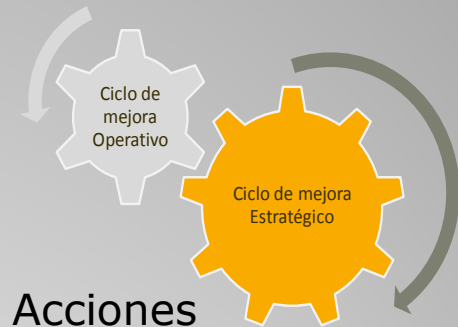 Ciclo de
mejora
Operativo
Ciclo de mejora
Estratégico
Acciones